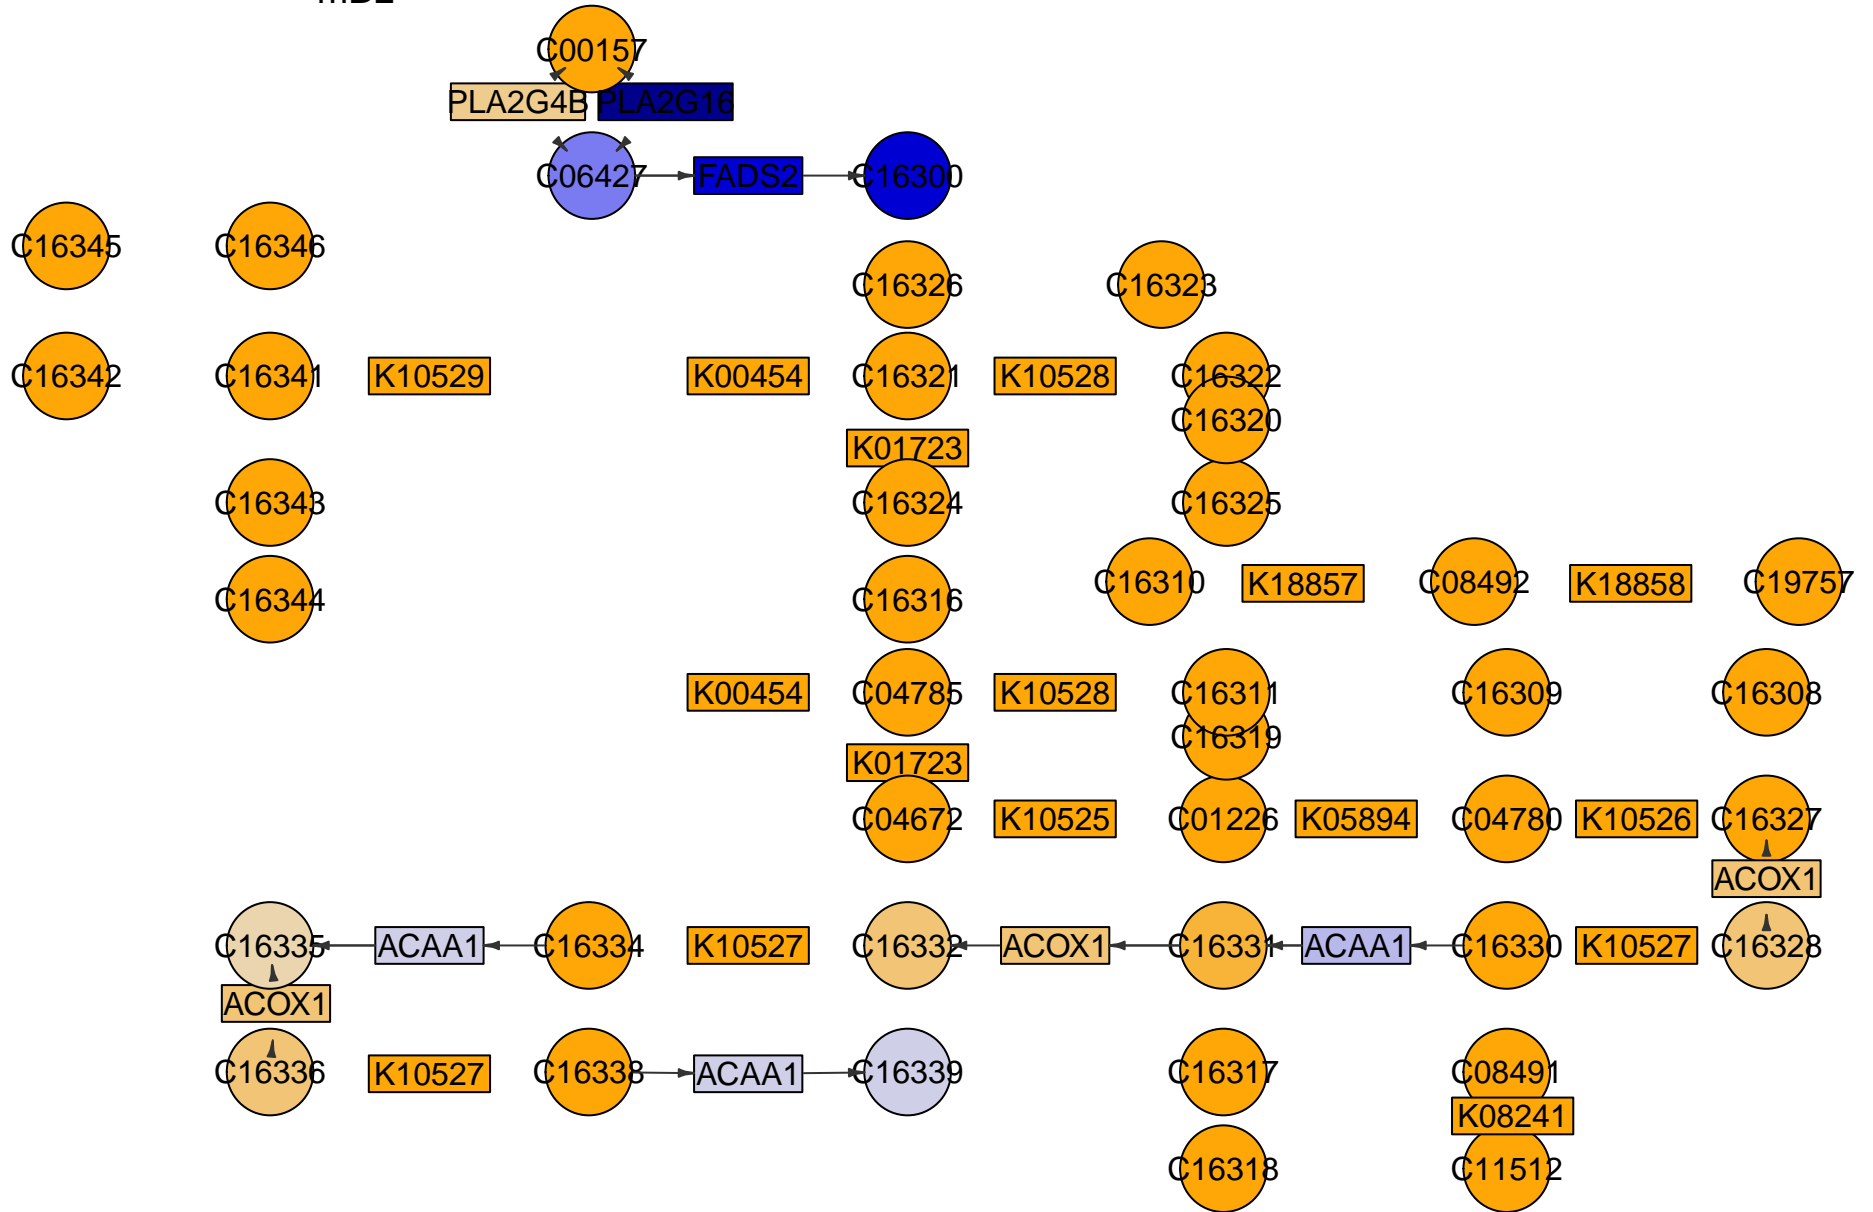 C00157
PLA2G4B PLA2G16
C06427 FADS2 C16300
C16345 C16346
C16326 C16323
C16342 C16341 K10529 K00454 C16321 K10528 C16322
C16320
K01723
C16343 C16324 C16325
C16310 K18857 C08492 K18858 C19757
C16344 C16316
K00454 C04785 K10528 C16311 C16309 C16308
C16319
K01723
C04672 K10525 C01226 K05894 C04780 K10526 C16327
ACOX1
C16335 ACAA1 C16334 K10527 C16332 ACOX1 C16331 ACAA1 C16330 K10527 C16328
ACOX1
C16336 K10527 C16338 ACAA1 C16339 C16317 C08491
K08241
C16318 C11512